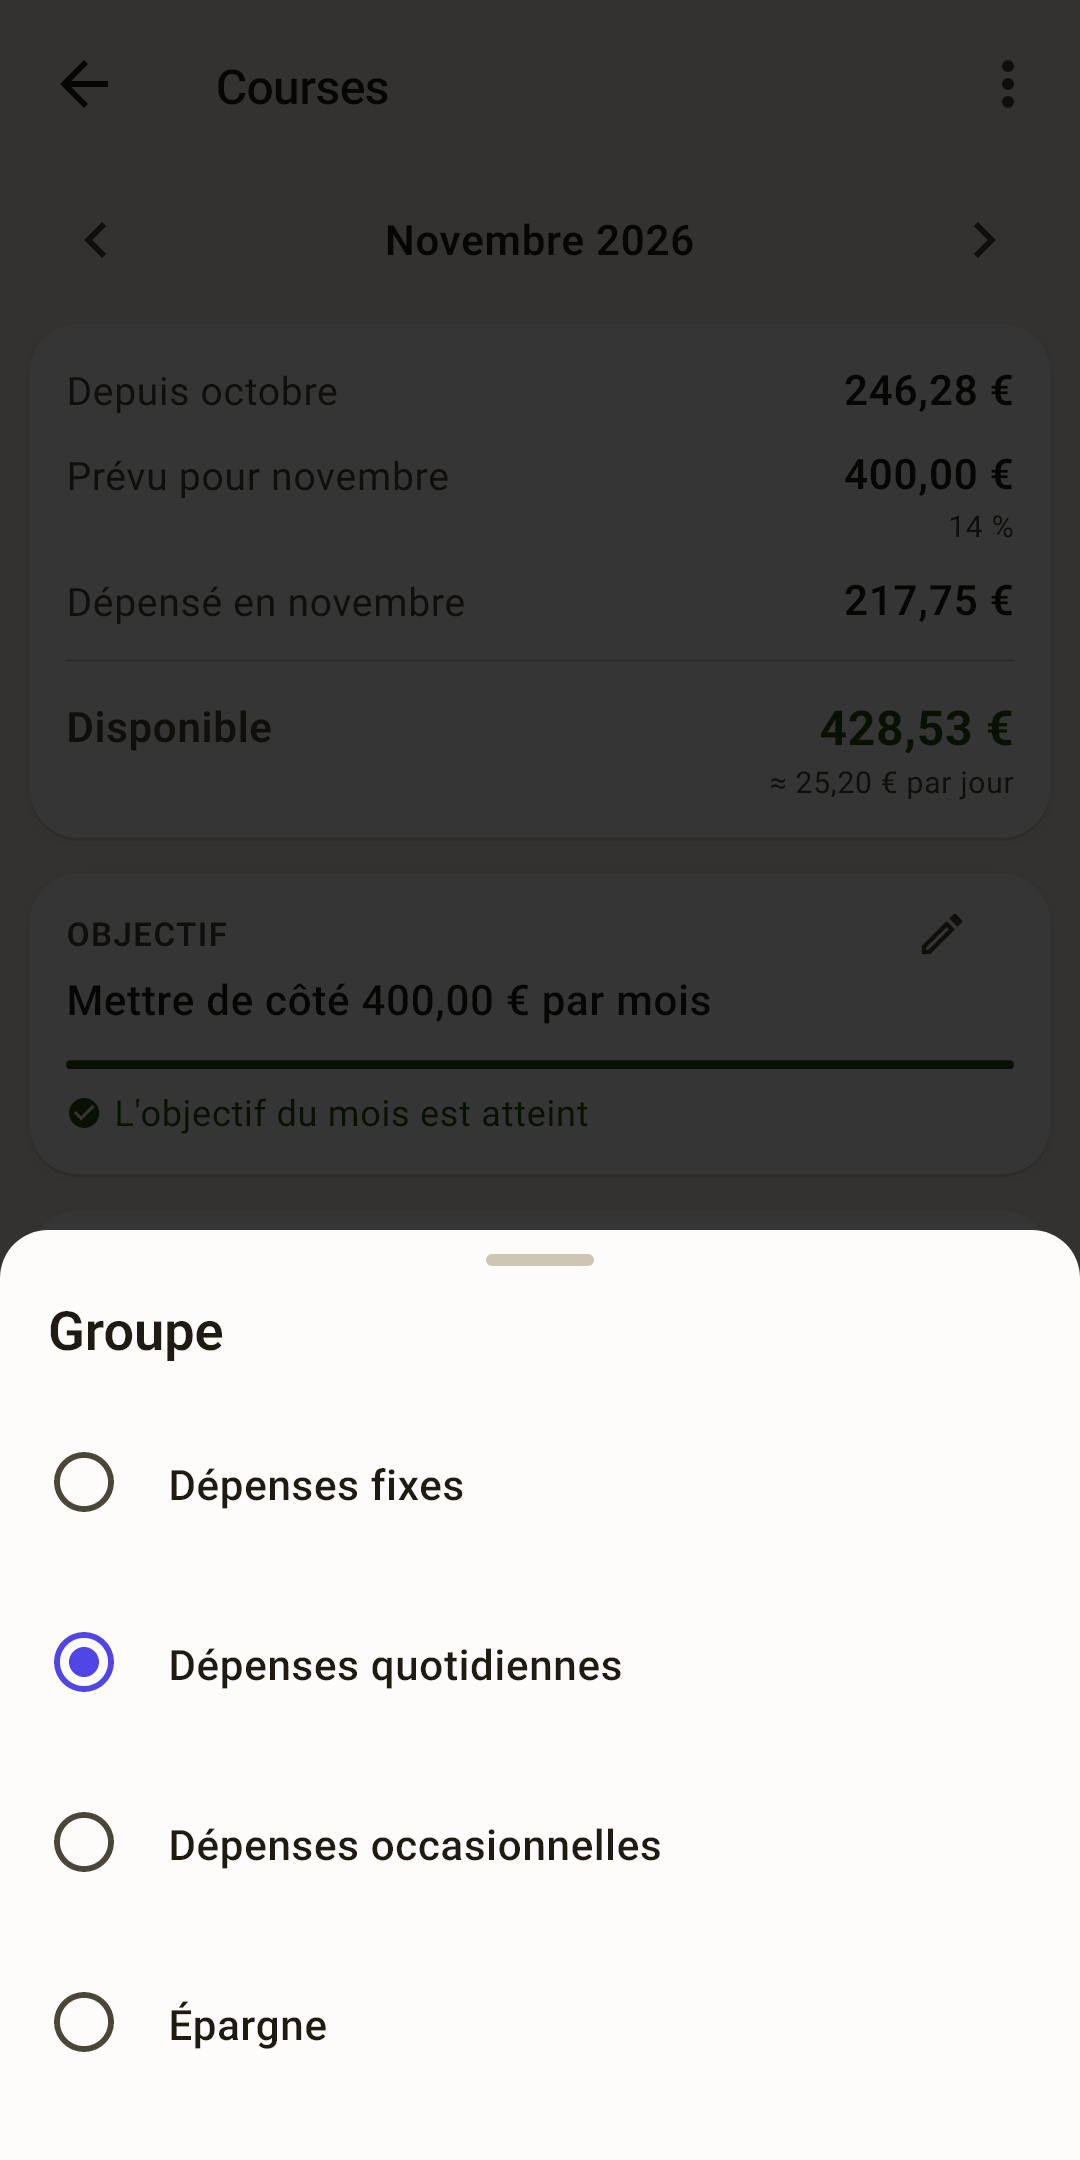 Courses
Novembre 2026
Depuis octobre 246,28 €
Prévu pour novembre 400,00 €
14 %
Dépensé en novembre 217,75 €
Disponible 428,53 €
≈ 25,20 € par jour
OBJECTIF
Mettre de côté 400,00 € par mois
L'objectif du mois est atteint
Groupe
Dépenses fixes
Dépenses quotidiennes
Dépenses occasionnelles
Épargne